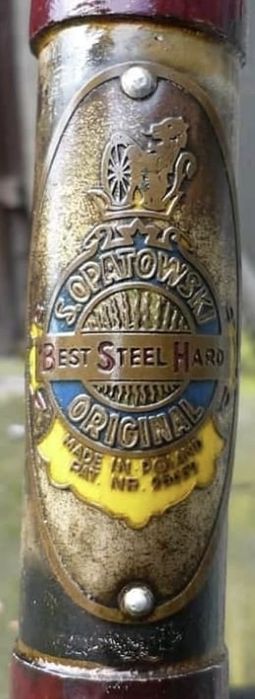 S. OPATOWSKI
BEST STEEL HARD
ORIGINAL
MADE IN POLAND
PAT. NR.